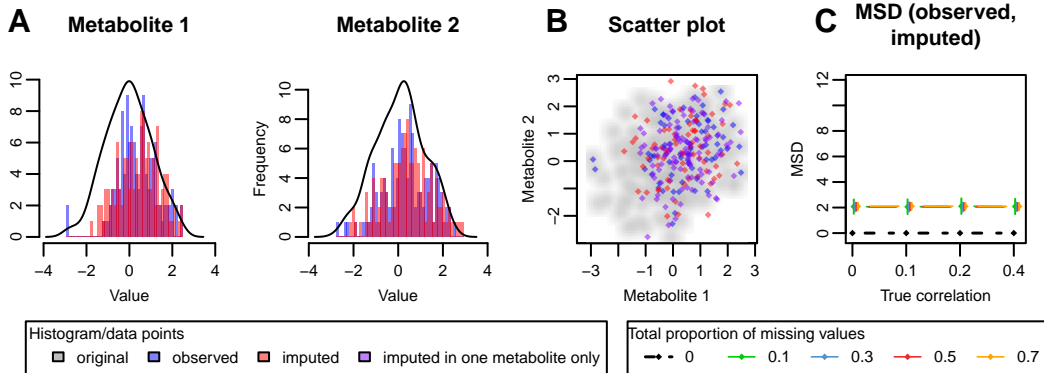 A Metabolite 1 Metabolite 2 B Scatter plot C MSD (observed,
imputed)
10
8
6
4
2
0
−4 −2 0 2 4
Value
Frequency
10
8
6
4
2
0
−4 −2 0 2 4
Value
Metabolite 2
3
2
1
0
−2
−3 −1 0 1 2 3
Metabolite 1
MSD
12
10
8
6
4
2
0
0 0.1 0.2 0.4
True correlation
Histogram/data points
original observed imputed imputed in one metabolite only
Total proportion of missing values
0 0.1 0.3 0.5 0.7